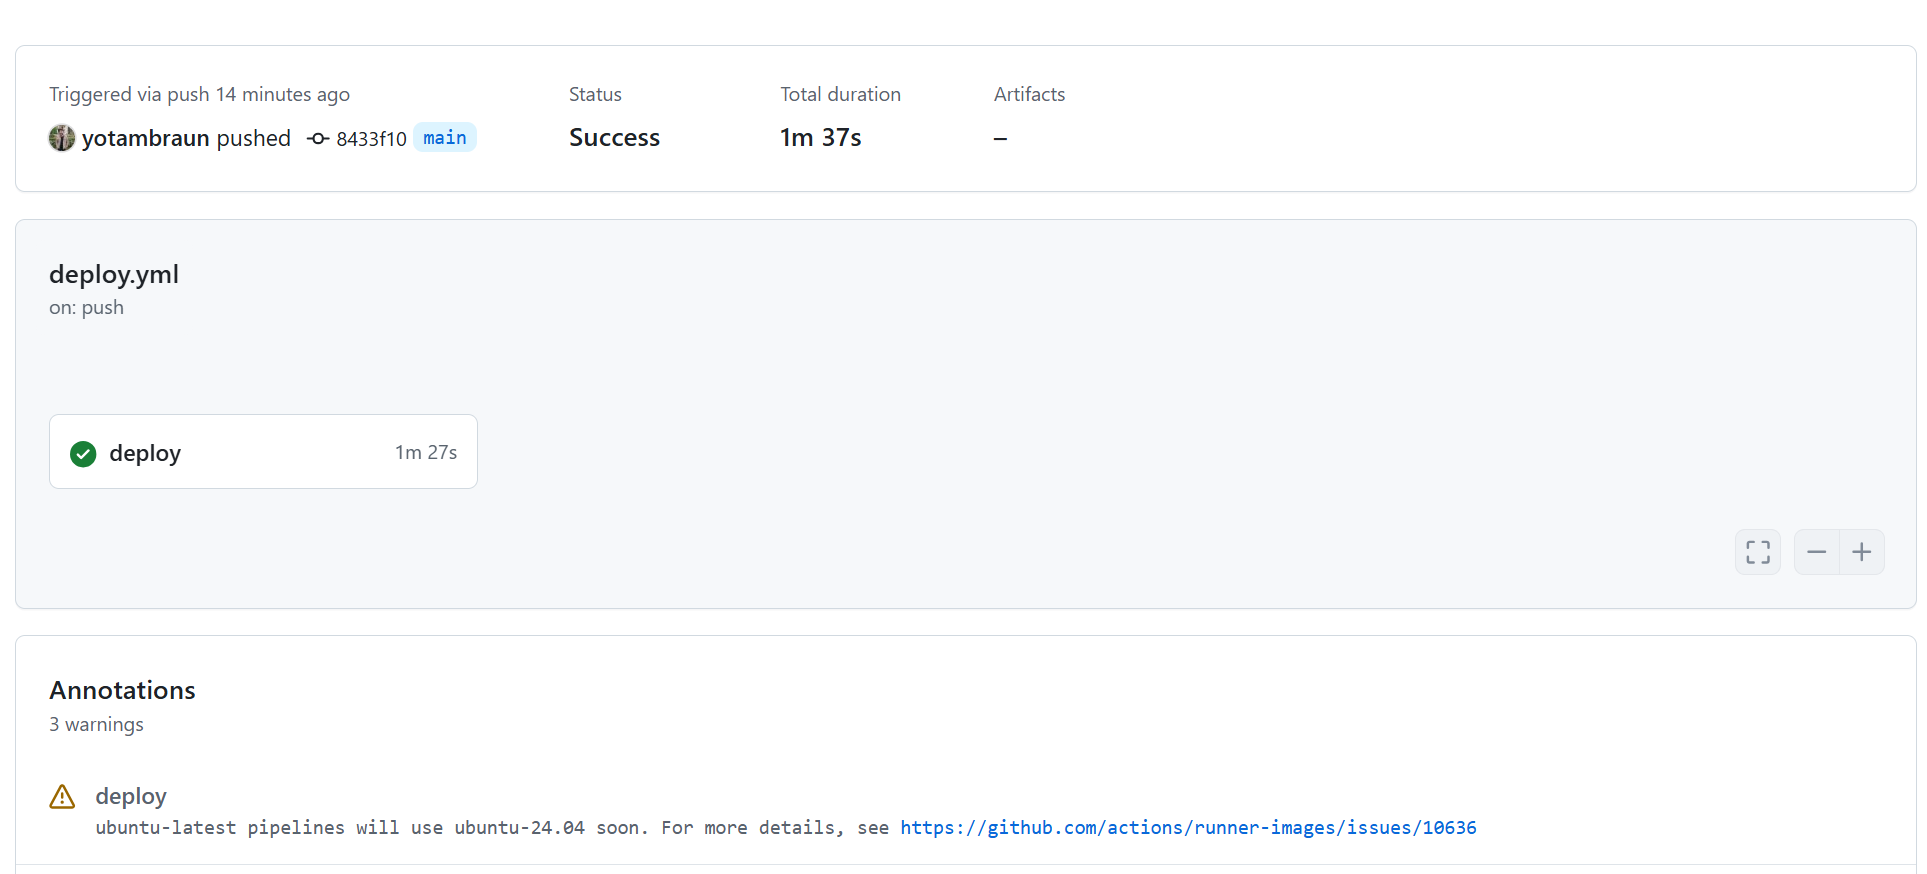 Triggered via push 14 minutes ago
yotambraun pushed 8433f10 main
Status
Success
Total duration
1m 37s
Artifacts
–
deploy.yml
on: push
deploy 1m 27s
Annotations
3 warnings
deploy
ubuntu-latest pipelines will use ubuntu-24.04 soon. For more details, see https://github.com/actions/runner-images/issues/10636